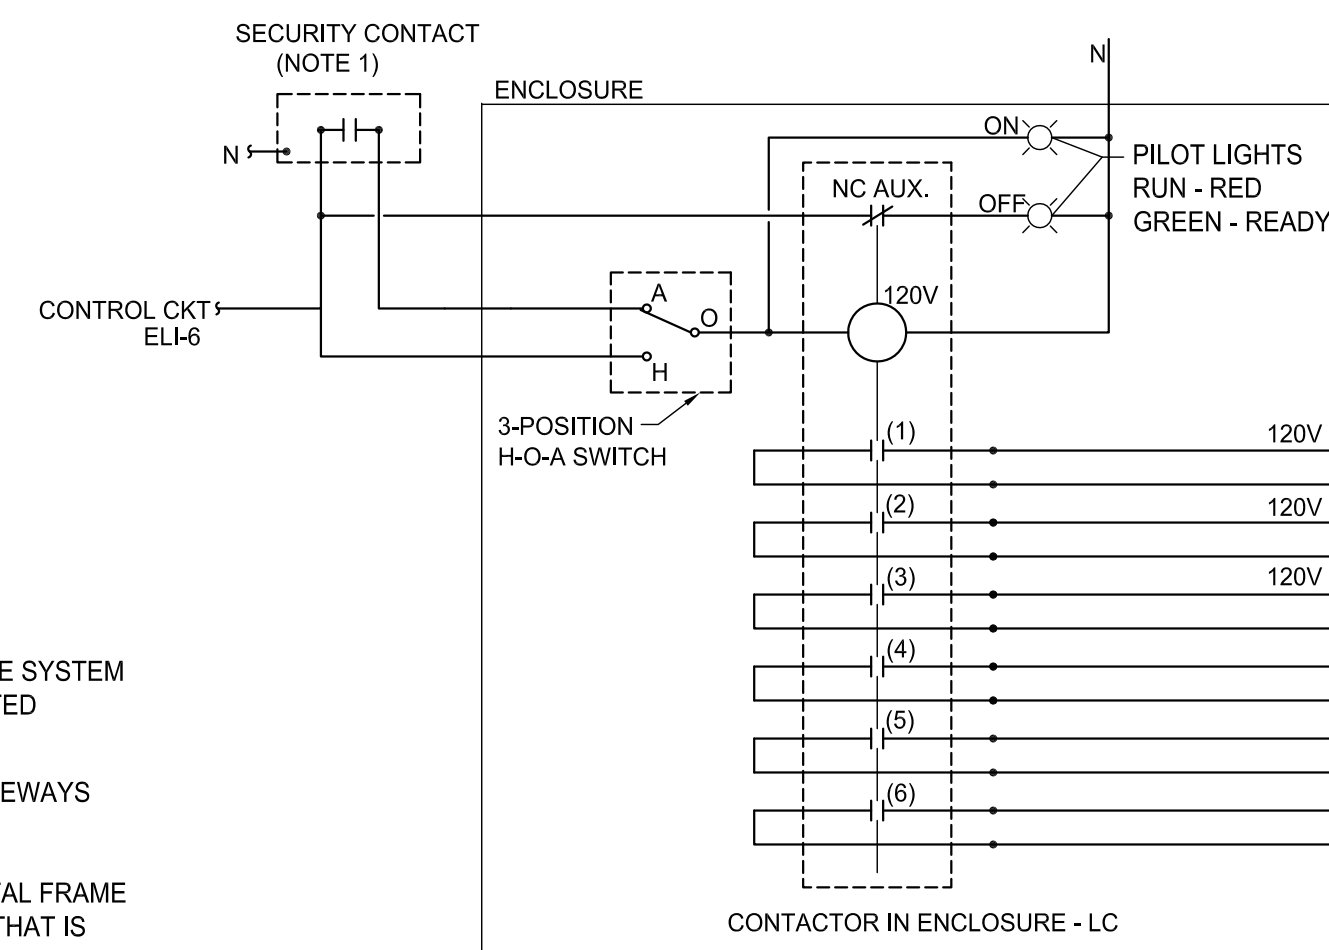 SECURITY CONTACT
(NOTE 1)
N
ENCLOSURE
N
ON
PILOT LIGHTS
RUN - RED
GREEN - READY
NC AUX.
OFF
CONTROL CKT
ELI-6
A
O
H
120V
3-POSITION
H-O-A SWITCH
(1)
120V
(2)
120V
(3)
120V
(4)
(5)
(6)
E SYSTEM
TED
EWAYS
TAL FRAME
THAT IS
CONTACTOR IN ENCLOSURE - LC